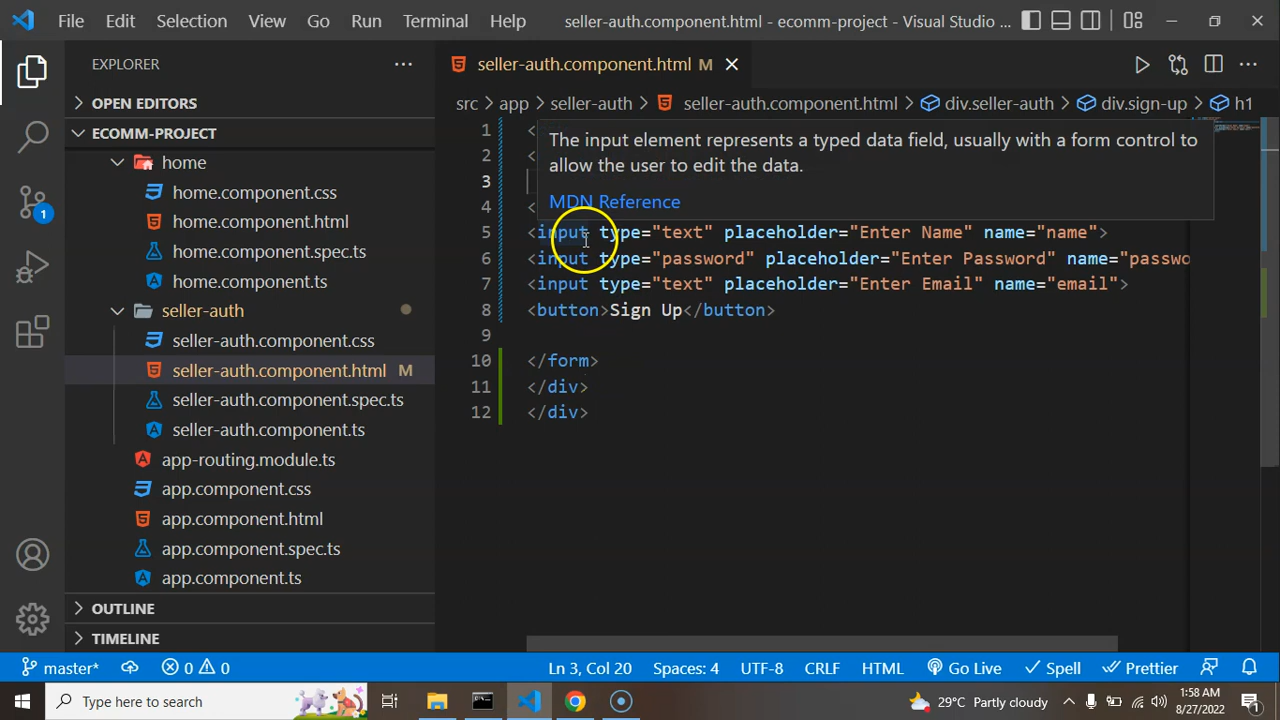 File Edit Selection View Go Run Terminal Help seller-auth.component.html - ecomm-project - Visual Studio ...
EXPLORER
seller-auth.component.html M
OPEN EDITORS
src > app > seller-auth > seller-auth.component.html > div.seller-auth > div.sign-up > h1
ECOMM-PROJECT
home
home.component.css
home.component.html
home.component.spec.ts
home.component.ts
seller-auth
seller-auth.component.css
seller-auth.component.html M
seller-auth.component.spec.ts
seller-auth.component.ts
app-routing.module.ts
app.component.css
app.component.html
app.component.spec.ts
app.component.ts
OUTLINE
TIMELINE
The input element represents a typed data field, usually with a form control to
allow the user to edit the data.
MDN Reference
1 <
2 <
3
4 <
5 <input type="text" placeholder="Enter Name" name="name">
6 <input type="password" placeholder="Enter Password" name="passwo
7 <input type="text" placeholder="Enter Email" name="email">
8 <button>Sign Up</button>
9
10 </form>
11 </div>
12 </div>
1
master* 0 0 Ln 3, Col 20 Spaces: 4 UTF-8 CRLF HTML Go Live Spell Prettier
Type here to search 29°C Partly cloudy 1:58 AM
8/27/2022 1